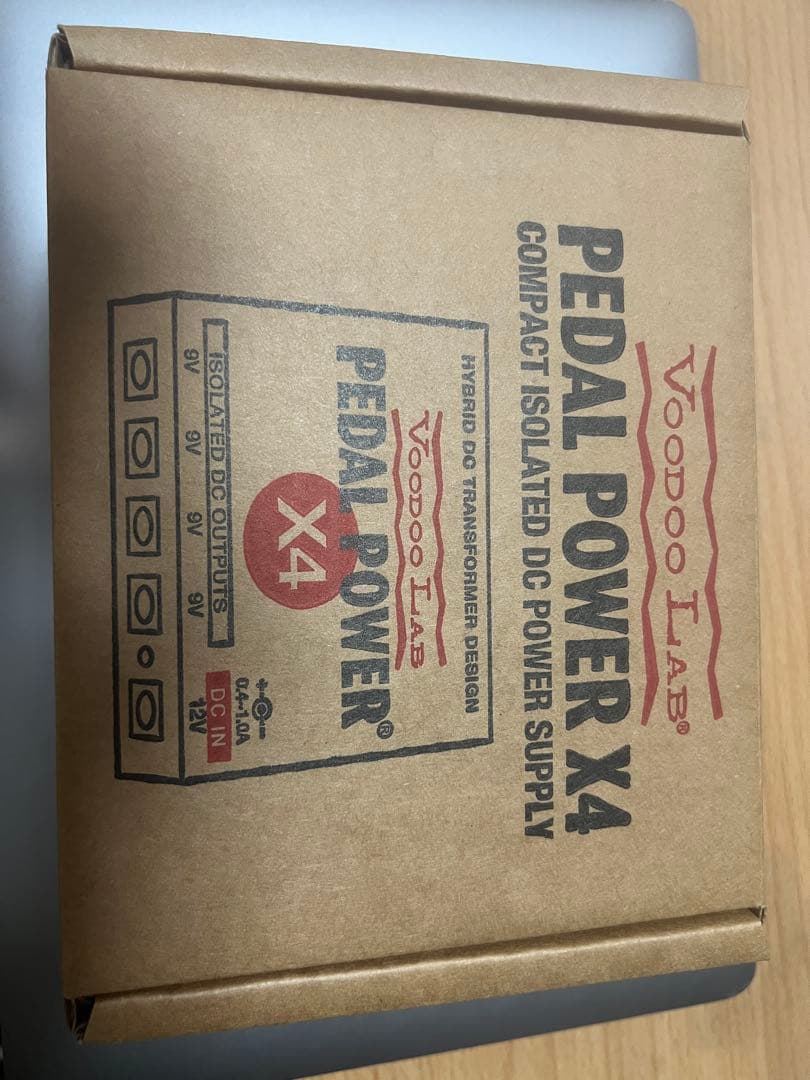 VOODOO LAB®
PEDAL POWER X4
COMPACT ISOLATED DC POWER SUPPLY
HYBRID DC TRANSFORMER DESIGN
VOODOO LAB
PEDAL POWER®
X4
ISOLATED DC OUTPUTS
9V 9V 9V 9V
+ -
0.4~1.0A
DC IN
12V